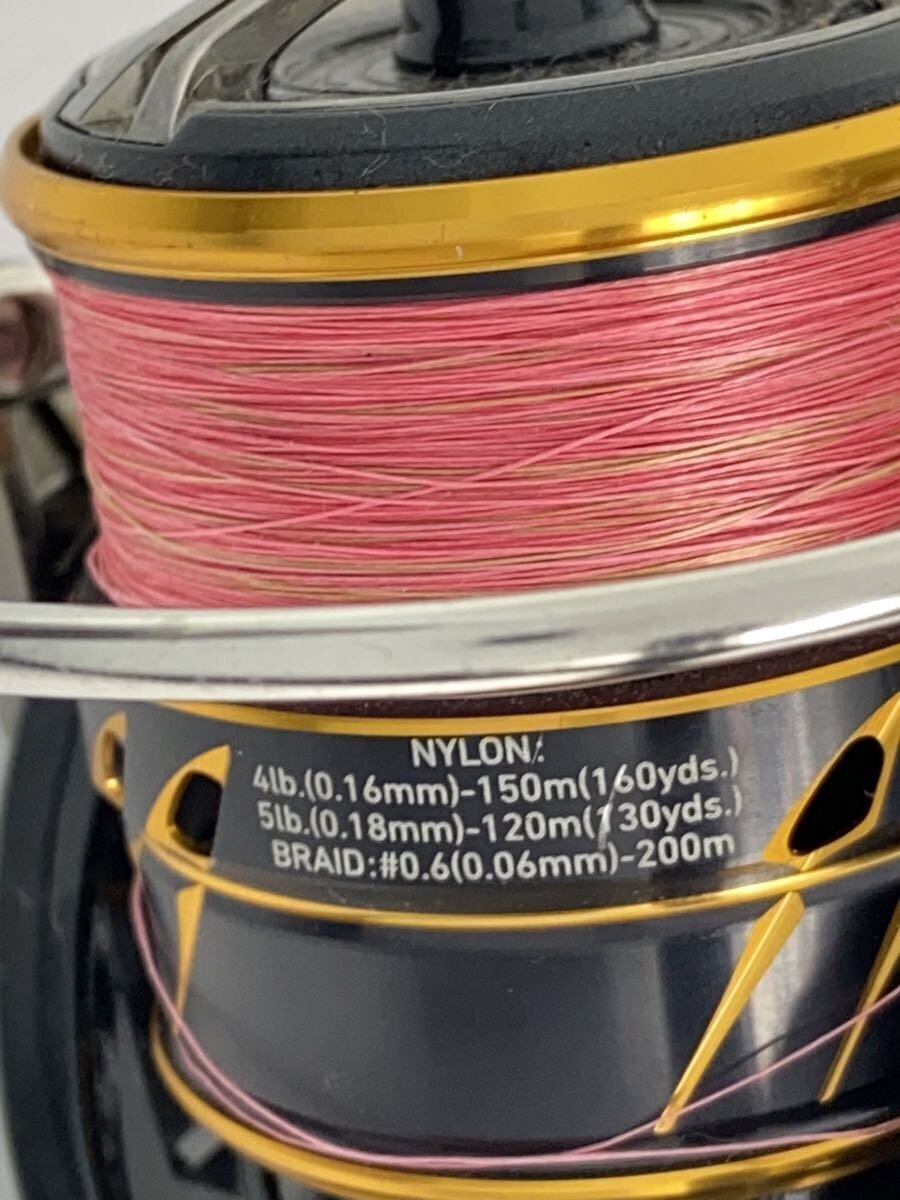 NYLON:
4lb.(0.16mm)-150m(160yds.)
5lb.(0.18mm)-120m(130yds.)
BRAID:#0.6(0.06mm)-200m